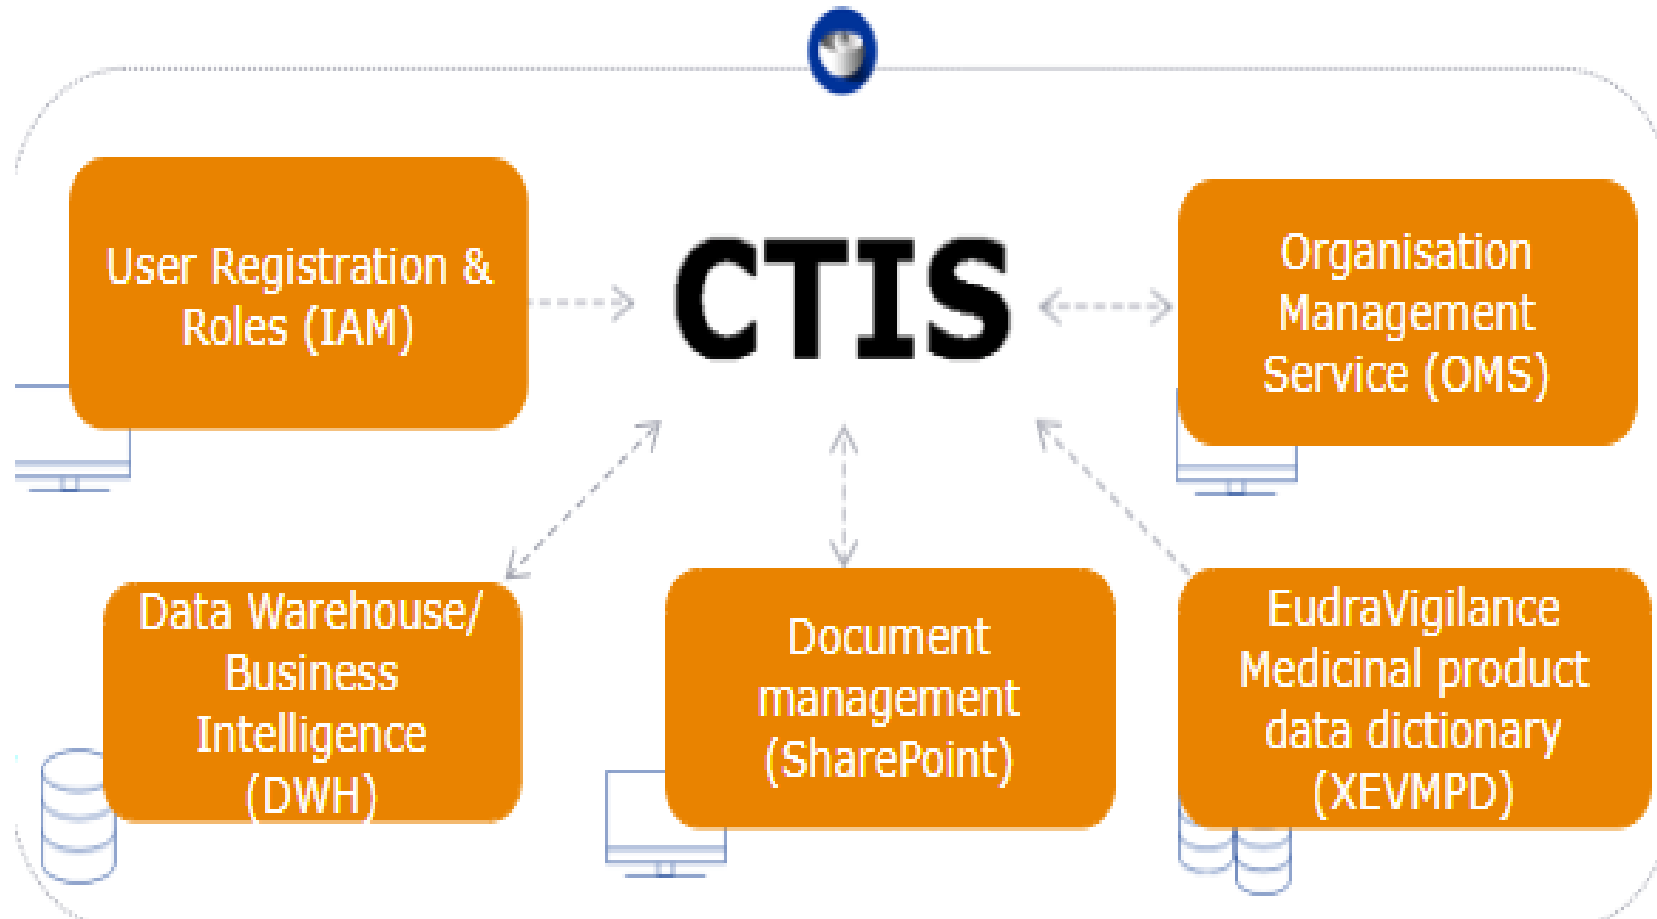 User Registration &
Roles (IAM)
CTIS
Organisation
Management
Service (OMS)
Data Warehouse/
Business
Intelligence
(DWH)
Document
management
(SharePoint)
EudraVigilance
Medicinal product
data dictionary
(XEVMPD)